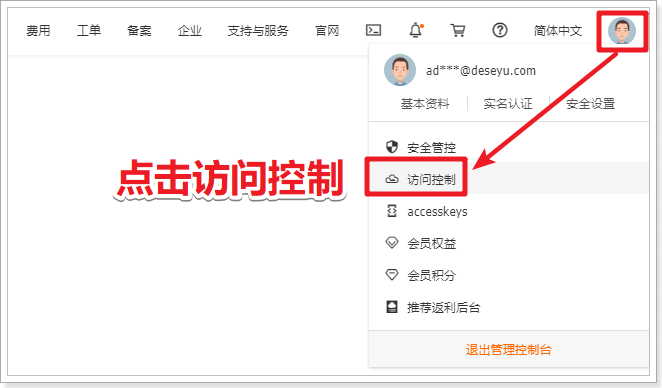 费用 工单 备案 企业 支持与服务 官网 简体中文
ad***@deseyu.com
基本资料 实名认证 安全设置
安全管控
点击访问控制
访问控制
accesskeys
会员权益
会员积分
推荐返利后台
退出管理控制台